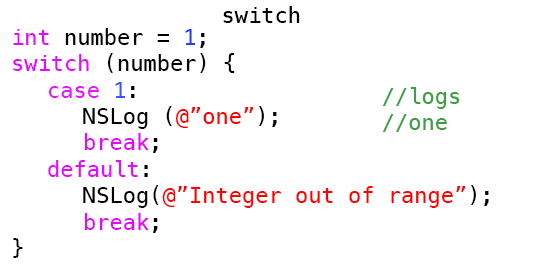 switch
int number = 1;
switch (number) {
case 1:
NSLog (@”one”);
break;
default:
NSLog(@”Integer out of range”);
break;
}
//logs
//one